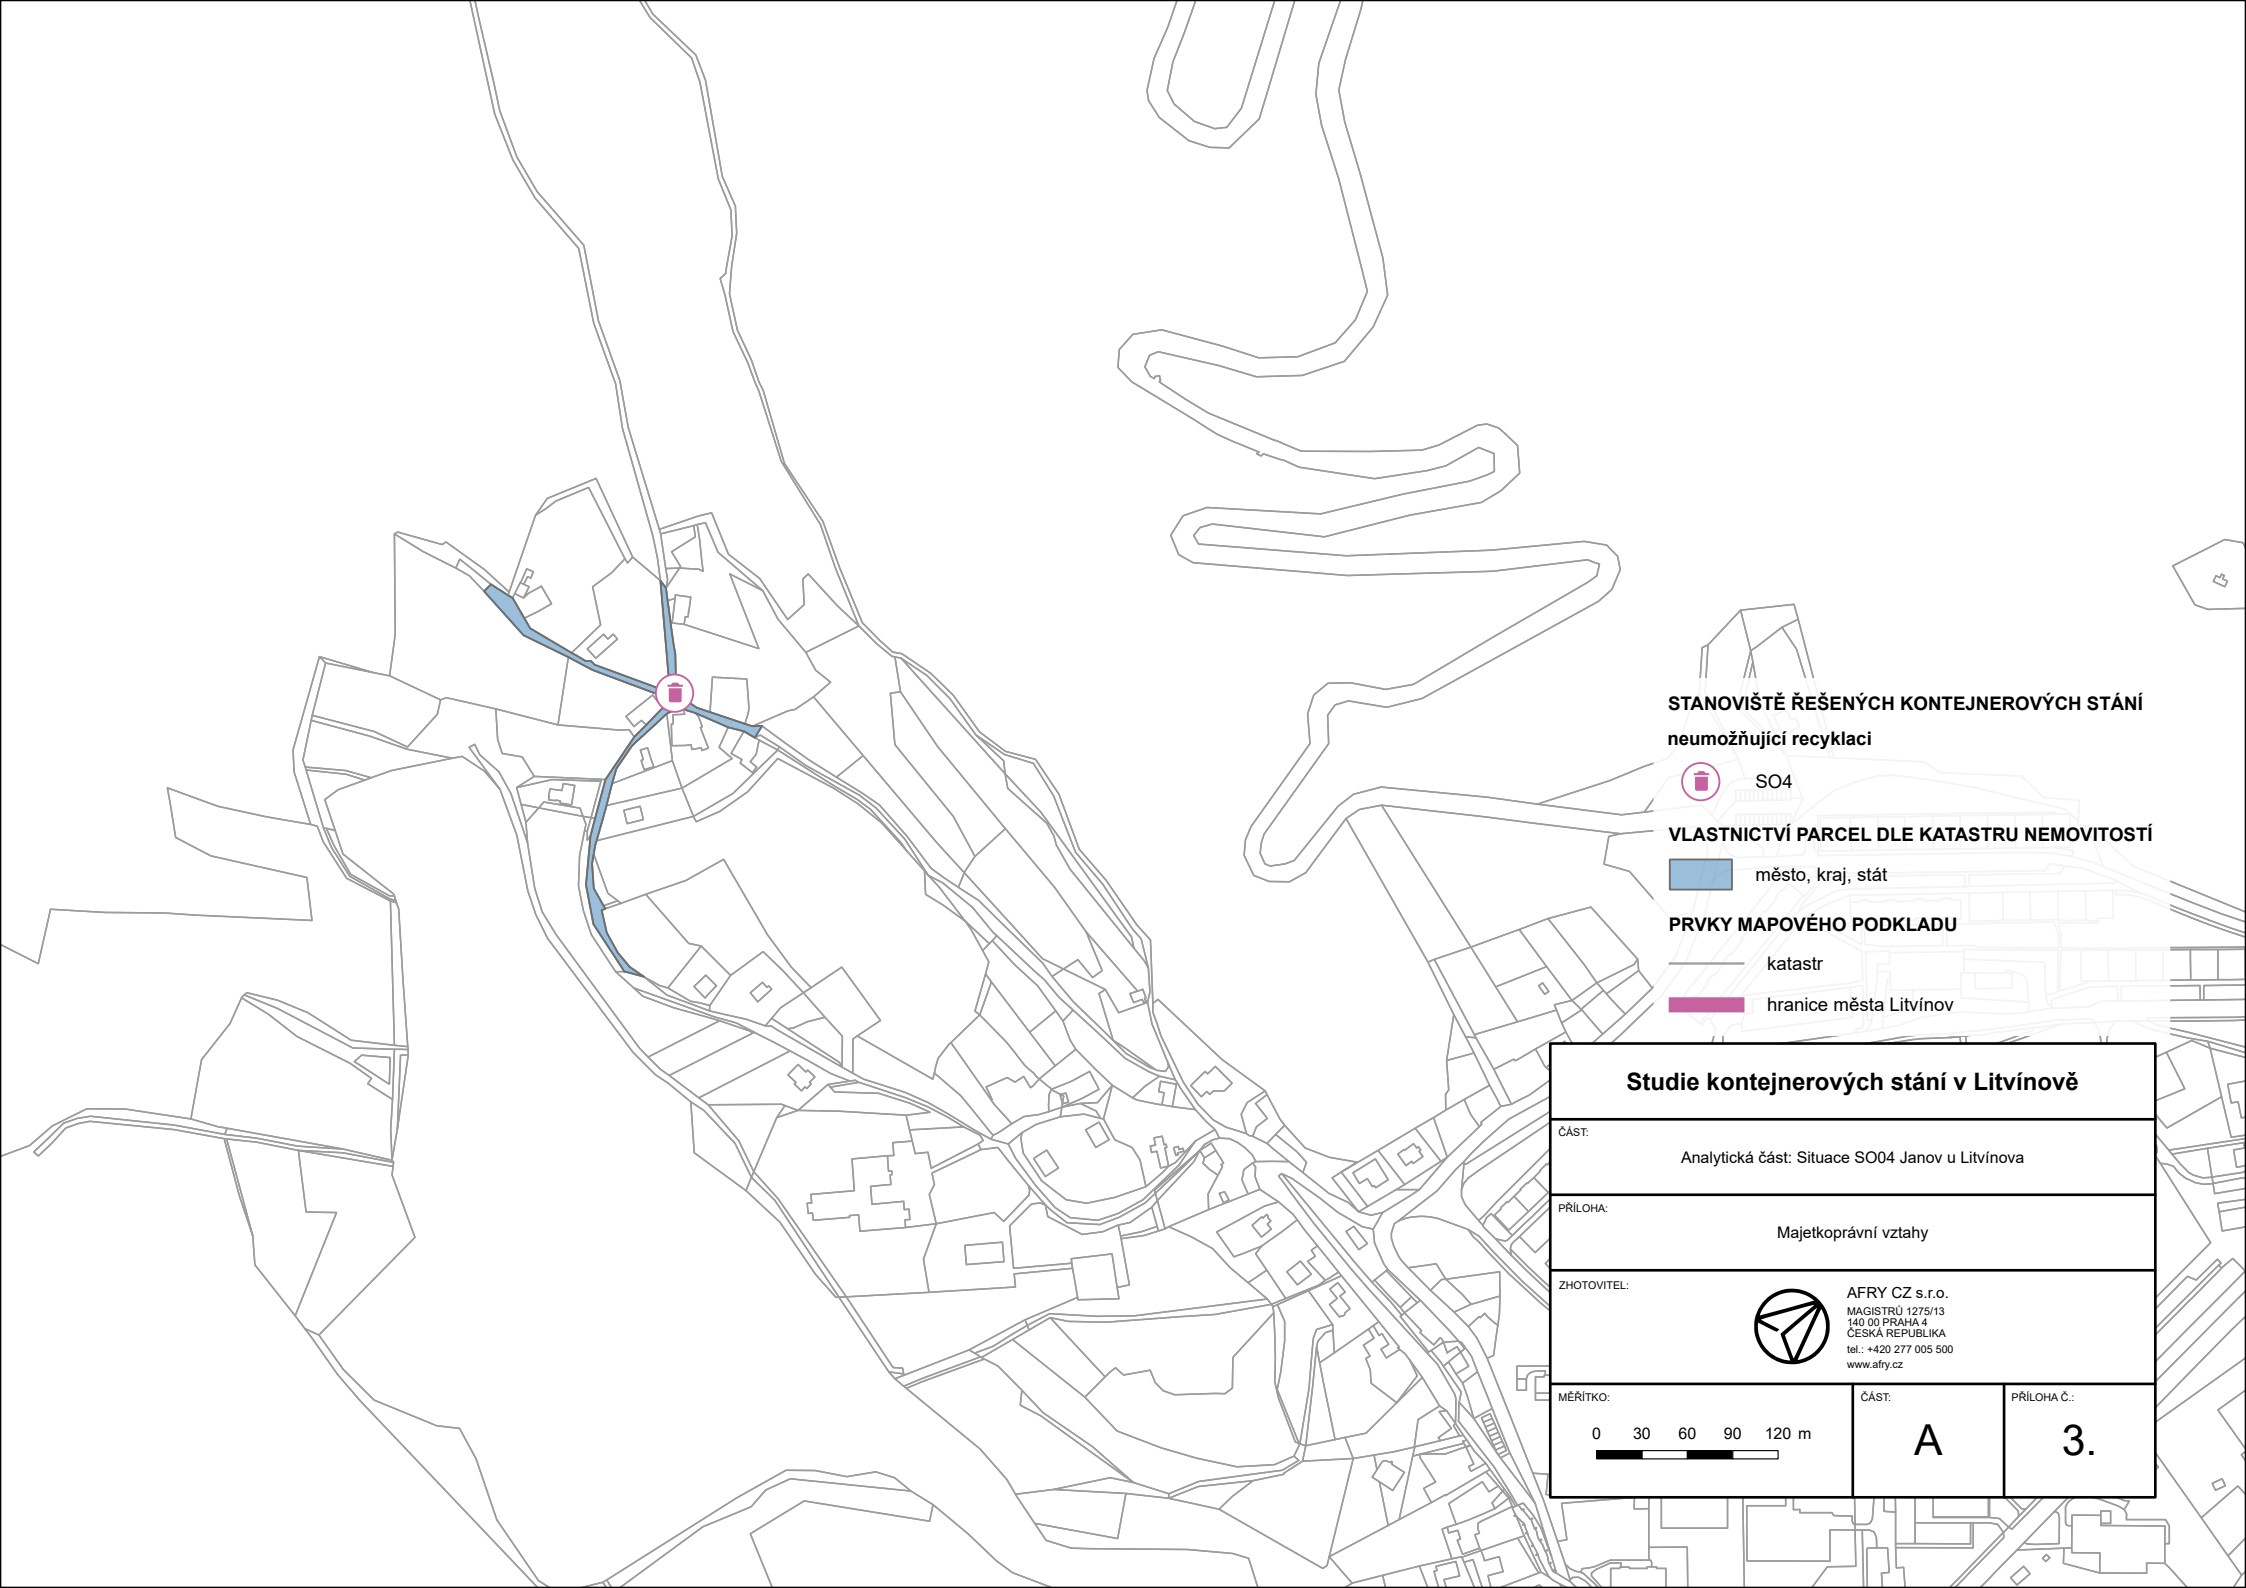 STANOVIŠTĚ ŘEŠENÝCH KONTEJNEROVÝCH STÁNÍ
neumožňující recyklaci
SO4
VLASTNICTVÍ PARCEL DLE KATASTRU NEMOVITOSTÍ
město, kraj, stát
PRVKY MAPOVÉHO PODKLADU
katastr
hranice města Litvínov
Studie kontejnerových stání v Litvínově
ČÁST:
Analytická část: Situace SO04 Janov u Litvínova
PŘÍLOHA:
Majetkoprávní vztahy
ZHOTOVITEL:
AFRY CZ s.r.o.
MAGISTRŮ 1275/13
140 00 PRAHA 4
ČESKÁ REPUBLIKA
tel.: +420 277 005 500
www.afry.cz
MĚŘÍTKO:
0 30 60 90 120 m
ČÁST:
A
PŘÍLOHA Č.:
3.